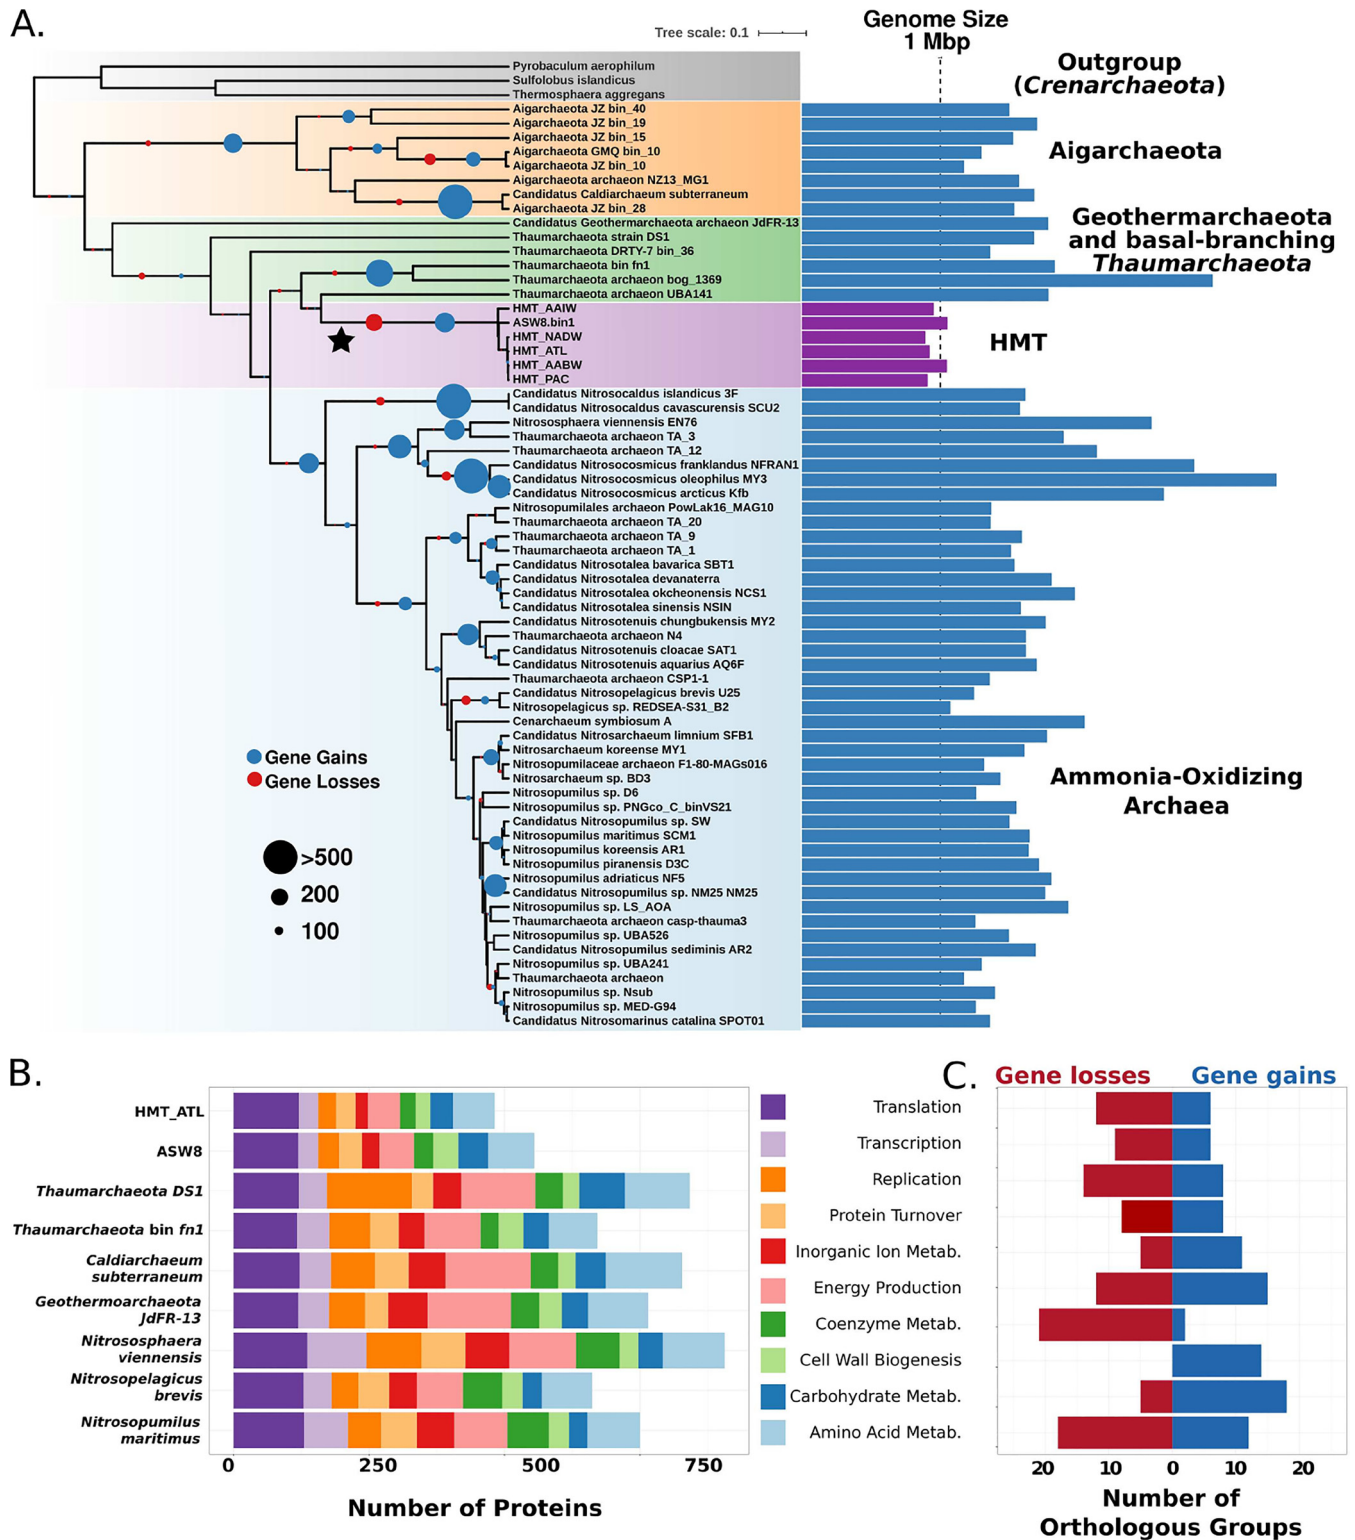 A.
Tree scale: 0.1
Genome Size
1 Mbp
Pyrobaculum aerophilum
Sulfolobus islandicus
Thermosphaera aggregans
Outgroup
(Crenarchaeota)
Aigarchaeota JZ bin_40
Aigarchaeota JZ bin_19
Aigarchaeota JZ bin_15
Aigarchaeota GMQ bin_10
Aigarchaeota JZ bin_10
Aigarchaeota archaeon NZ13_MG1
Candidatus Caldiarchaeum subterraneum
Aigarchaeota JZ bin_28
Aigarchaeota
Candidatus Geothermarchaeota archaeon JdFR-13
Thaumarchaeota strain DS1
Thaumarchaeota DRTY-7 bin_36
Thaumarchaeota bin fn1
Thaumarchaeota archaeon bog_1369
Thaumarchaeota archaeon UBA141
Geothermarchaeota
and basal-branching
Thaumarchaeota
HMT_AAIW
ASW8.bin1
HMT_NADW
HMT_ATL
HMT_AABW
HMT_PAC
HMT
Candidatus Nitrosocaldus islandicus 3F
Candidatus Nitrosocaldus cavascurensis SCU2
Nitrososphaera viennensis EN76
Thaumarchaeota archaeon TA_3
Thaumarchaeota archaeon TA_12
Candidatus Nitrosocosmicus franklandus NFRAN1
Candidatus Nitrosocosmicus oleophilus MY3
Candidatus Nitrosocosmicus arcticus Kfb
Nitrosopumilales archaeon PowLak16_MAG10
Thaumarchaeota archaeon TA_20
Thaumarchaeota archaeon TA_9
Thaumarchaeota archaeon TA_1
Candidatus Nitrosotalea bavarica SBT1
Candidatus Nitrosotalea devanaterra
Candidatus Nitrosotalea okcheonensis NCS1
Candidatus Nitrosotalea sinensis NSIN
Candidatus Nitrosotenuis chungbukensis MY2
Thaumarchaeota archaeon N4
Candidatus Nitrosotenuis cloacae SAT1
Candidatus Nitrosotenuis aquarius AQ6F
Thaumarchaeota archaeon CSP1-1
Candidatus Nitrosopelagicus brevis U25
Nitrosopelagicus sp. REDSEA-S31_B2
Cenarchaeum symbiosum A
Candidatus Nitrosarchaeum limnium SFB1
Nitrosarchaeum koreense MY1
Nitrosopumilaceae archaeon F1-80-MAGs016
Nitrosarchaeum sp. BD3
Nitrosopumilus sp. D6
Nitrosopumilus sp. PNGco_C_binVS21
Candidatus Nitrosopumilus sp. SW
Nitrosopumilus maritimus SCM1
Nitrosopumilus koreensis AR1
Nitrosopumilus piranensis D3C
Nitrosopumilus adriaticus NF5
Candidatus Nitrosopumilus sp. NM25 NM25
Nitrosopumilus sp. LS_AOA
Thaumarchaeota archaeon casp-thauma3
Nitrosopumilus sp. UBA526
Candidatus Nitrosopumilus sediminis AR2
Nitrosopumilus sp. UBA241
Thaumarchaeota archaeon
Nitrosopumilus sp. Nsub
Nitrosopumilus sp. MED-G94
Candidatus Nitrosomarinus catalina SPOT01
Ammonia-Oxidizing
Archaea
Gene Gains
Gene Losses
>500
200
100
B.
HMT_ATL
ASW8
Thaumarchaeota DS1
Thaumarchaeota bin fn1
Caldiarchaeum
subterraneum
Geothermoarchaeota
JdFR-13
Nitrososphaera
viennensis
Nitrosopelagicus
brevis
Nitrosopumilus
maritimus
0 250 500 750
Number of Proteins
Translation
Transcription
Replication
Protein Turnover
Inorganic Ion Metab.
Energy Production
Coenzyme Metab.
Cell Wall Biogenesis
Carbohydrate Metab.
Amino Acid Metab.
C.
Gene losses Gene gains
20 10 0 10 20
Number of
Orthologous Groups